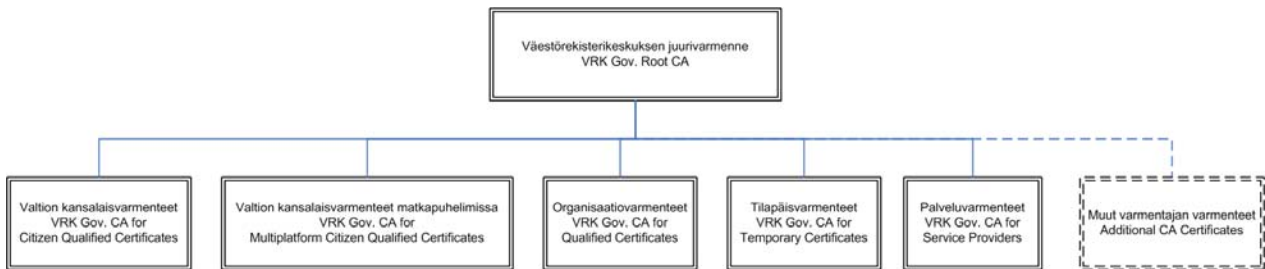 Väestörekisterikeskuksen juurivarmenne
VRK Gov. Root CA
Valtion kansalaisvarmenteet
VRK Gov. CA for
Citizen Qualified Certificates
Valtion kansalaisvarmenteet matkapuhelimissa
VRK Gov. CA for
Multiplatform Citizen Qualified Certificates
Organisaatiovarmenteet
VRK Gov. CA for
Qualified Certificates
Tilapäisvarmenteet
VRK Gov. CA for
Temporary Certificates
Palveluvarmenteet
VRK Gov. CA for
Service Providers
Muut varmentajan varmenteet
Additional CA Certificates